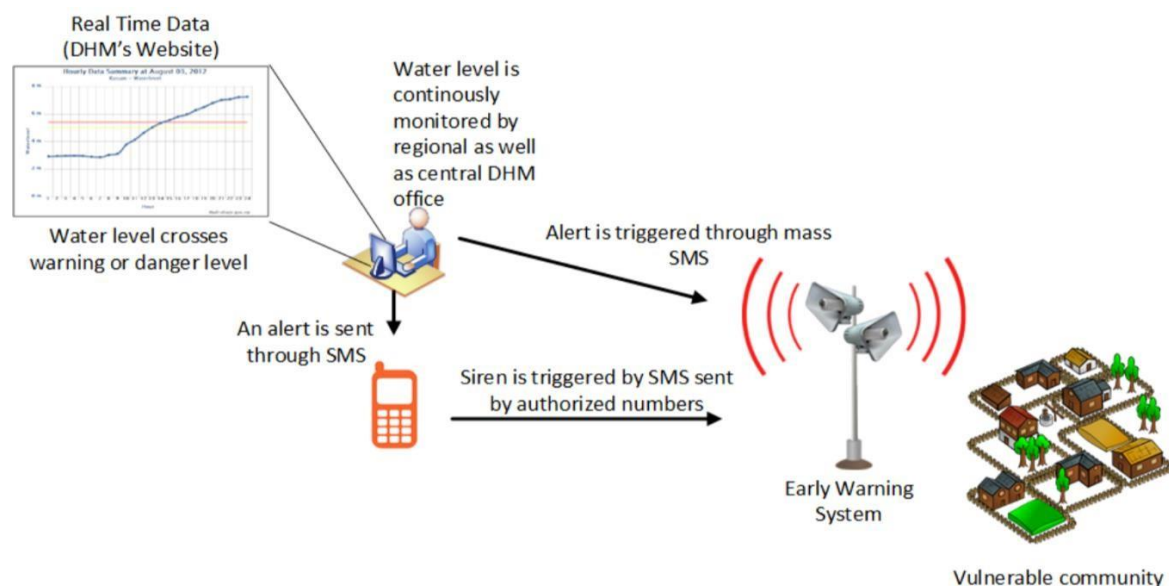 Real Time Data
(DHM's Website)
Hourly Data Summary at August 03, 2017
Water level is
continously
monitored by
regional as well
as central DHM
office
Water level crosses
warning or danger level
Alert is triggered through mass
SMS
An alert is sent
through SMS
Siren is triggered by SMS sent
by authorized numbers
Early Warning
System
Vulnerable community